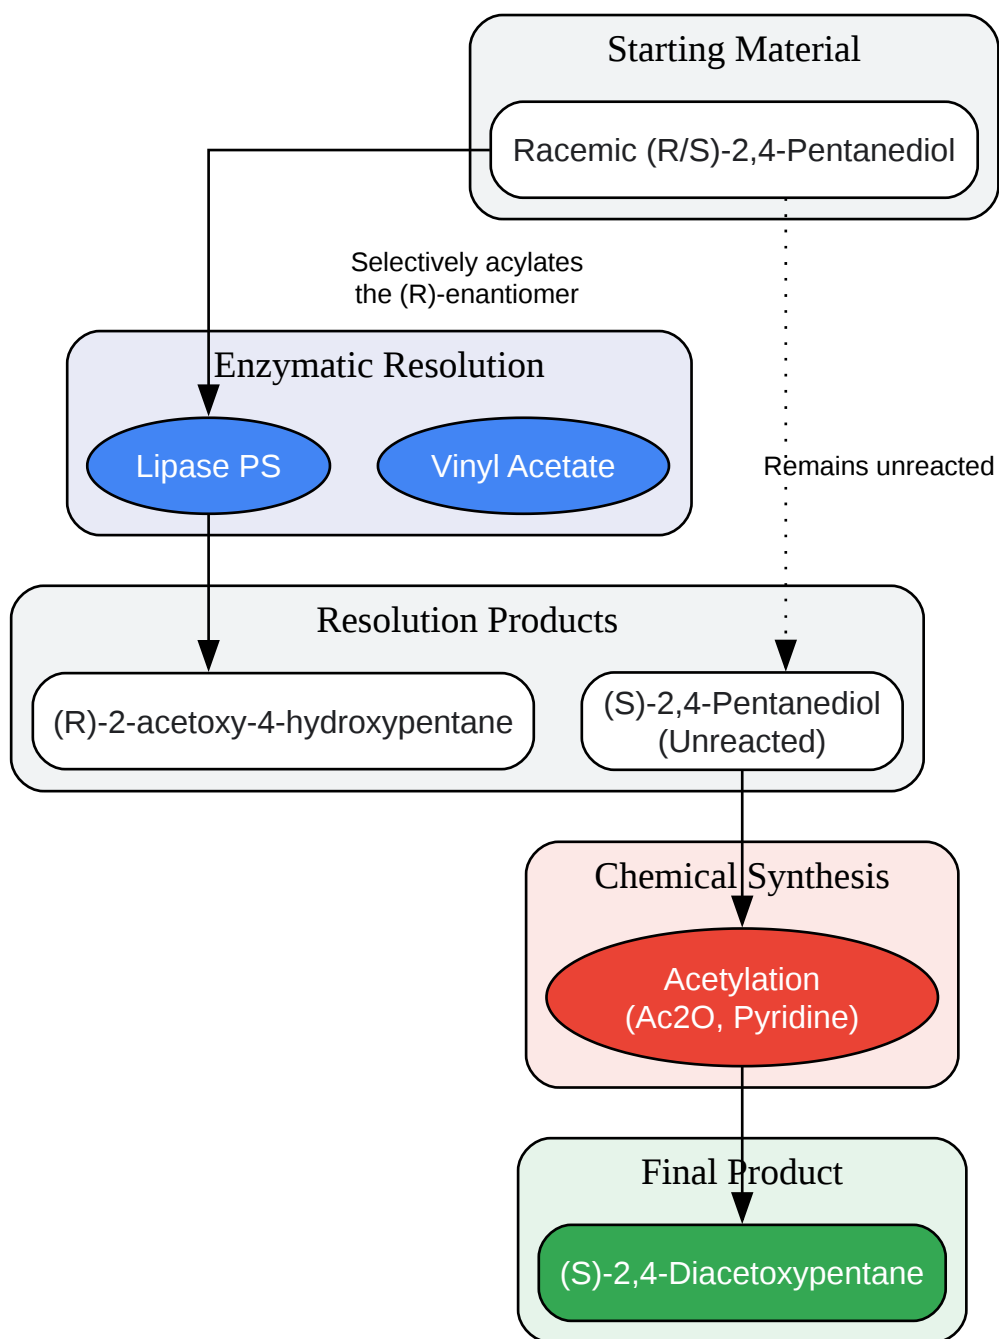 Starting Material
Racemic (R/S)-2,4-Pentanediol
Selectively acylates
the (R)-enantiomer
Enzymatic Resolution
Lipase PS
Vinyl Acetate
Remains unreacted
Resolution Products
(R)-2-acetoxy-4-hydroxypentane
(S)-2,4-Pentanediol
(Unreacted)
Chemical Synthesis
Acetylation
(Ac2O, Pyridine)
Final Product
(S)-2,4-Diacetoxypentane